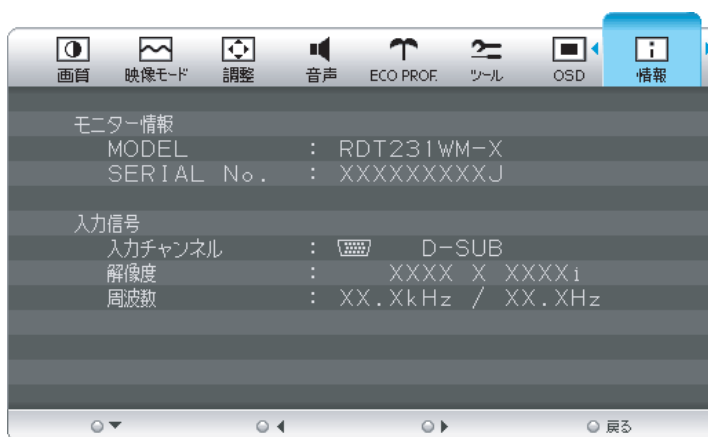 画質 映像モード 調整 音声 ECO PROF. ツール OSD 情報
モニター情報
MODEL : RDT231WM-X
SERIAL No. : XXXXXXXXXJ
入力信号
入力チャンネル : D-SUB
解像度 : XXXX X XXXXi
周波数 : XX.XkHz / XX.XHz
戻る